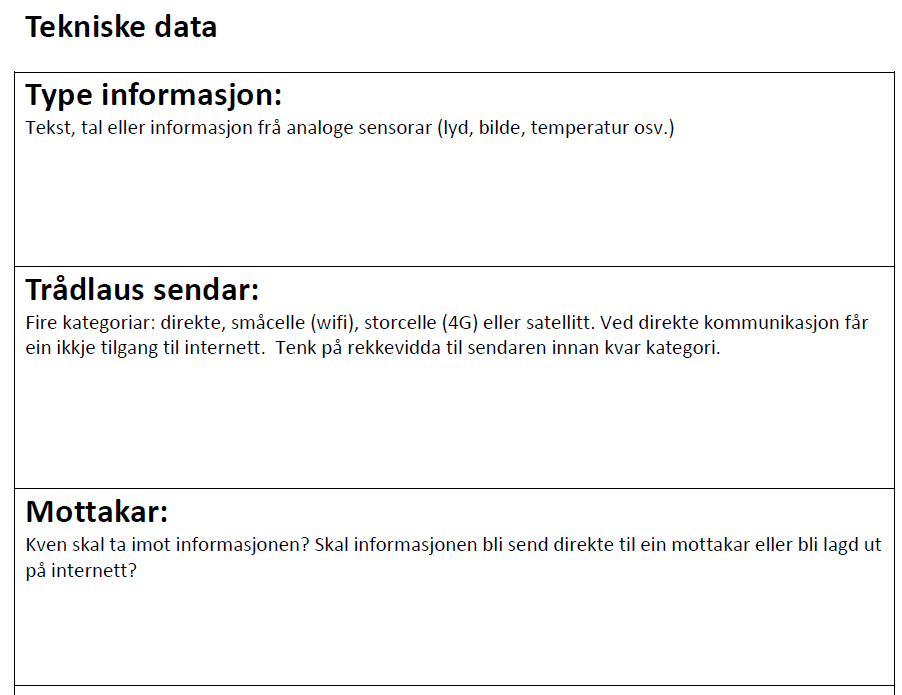 Tekniske data
Type informasjon:
Tekst, tal eller informasjon frå analoge sensorar (lyd, bilde, temperatur osv.)
Trådlaus sendar:
Fire kategoriar: direkte, småcelle (wifi), storcelle (4G) eller satellitt. Ved direkte kommunikasjon får
ein ikkje tilgang til internett.  Tenk på rekkevidda til sendaren innan kvar kategori.
Mottakar:
Kven skal ta imot informasjonen? Skal informasjonen bli send direkte til ein mottakar eller bli lagd ut
på internett?